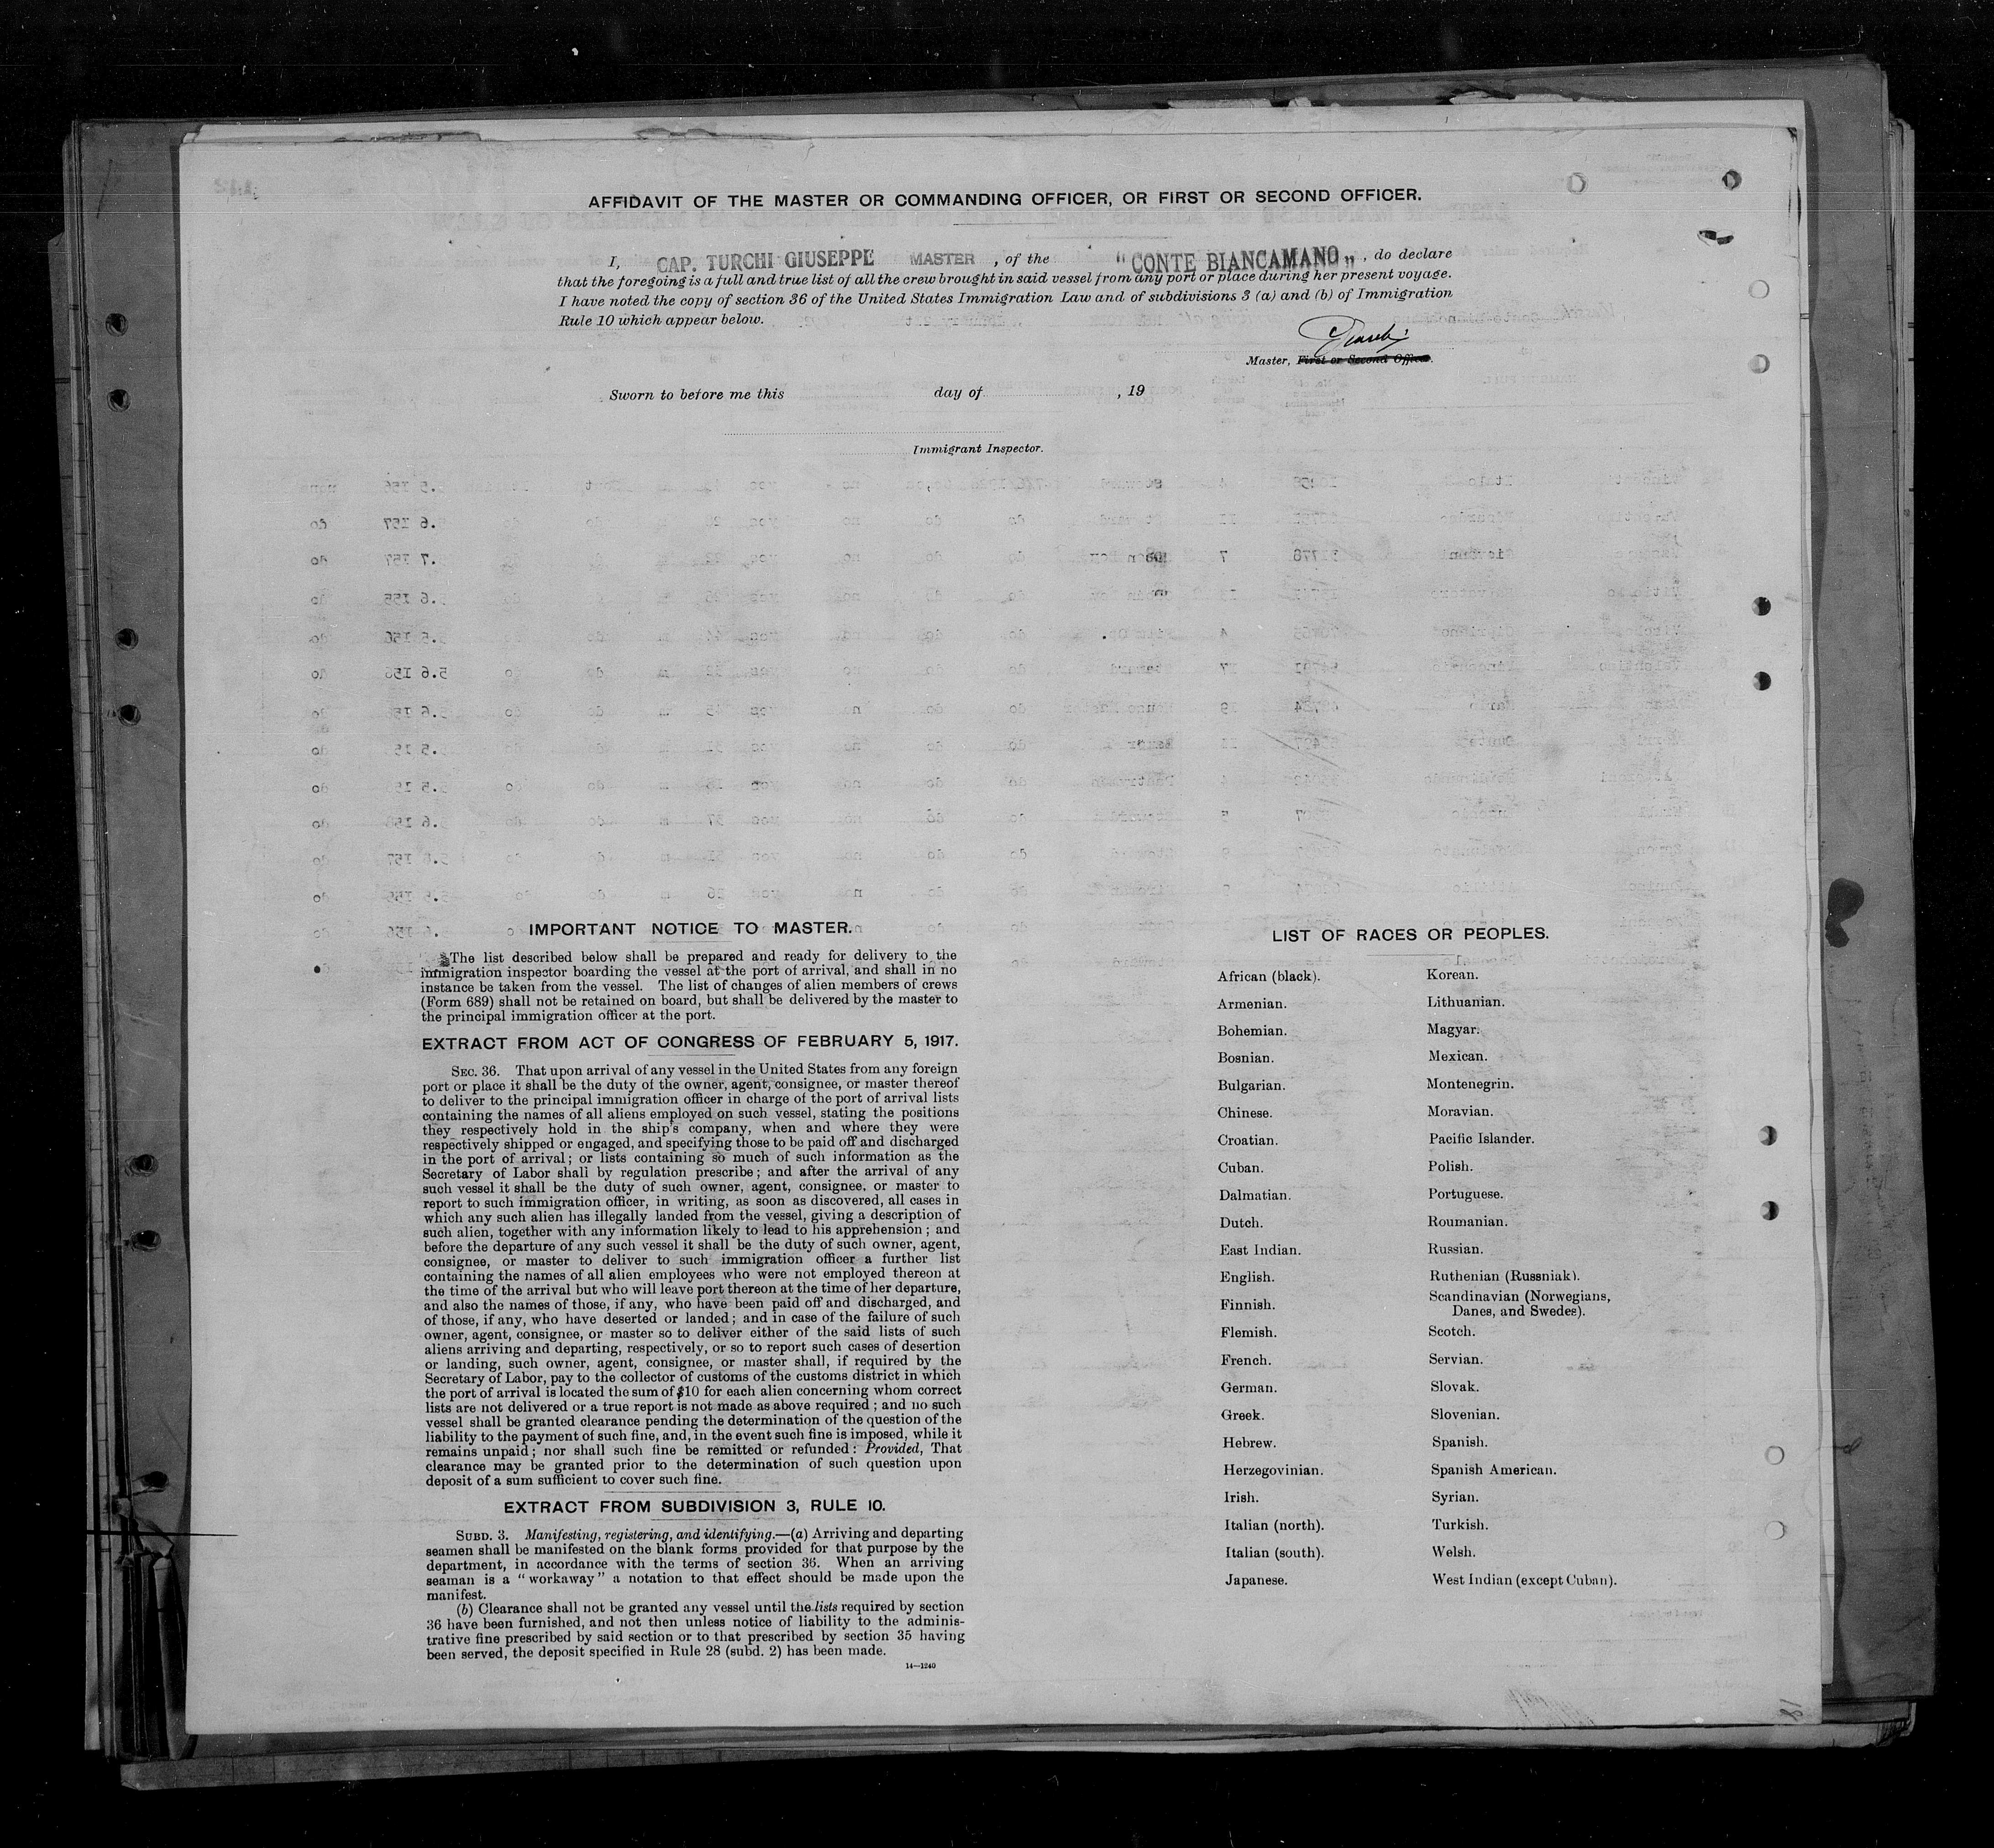 AFFIDAVIT OF THE MASTER OR COMMANDING OFFICER, OR FIRST OR SECOND OFFICER.
I, CAP. TURCHI GIUSEPPE MASTER, of the "CONTE BIANCAMANO", do declare
that the foregoing is a full and true list of all the crew brought in said vessel from any port or place during her present voyage.
I have noted the copy of section 36 of the United States Immigration Law and of subdivisions 3 (a) and (b) of Immigration
Rule 10 which appear below.
Turchi
Master, First or Second Officer.
Sworn to before me this day of , 19
Immigrant Inspector.
IMPORTANT NOTICE TO MASTER.
The list described below shall be prepared and ready for delivery to the
immigration inspector boarding the vessel at the port of arrival, and shall in no
instance be taken from the vessel. The list of changes of alien members of crews
(Form 689) shall not be retained on board, but shall be delivered by the master to
the principal immigration officer at the port.
EXTRACT FROM ACT OF CONGRESS OF FEBRUARY 5, 1917.
SEC. 36. That upon arrival of any vessel in the United States from any foreign
port or place it shall be the duty of the owner, agent, consignee, or master thereof
to deliver to the principal immigration officer in charge of the port of arrival lists
containing the names of all aliens employed on such vessel, stating the positions
they respectively hold in the ship's company, when and where they were
respectively shipped or engaged, and specifying those to be paid off and discharged
in the port of arrival; or lists containing so much of such information as the
Secretary of Labor shall by regulation prescribe; and after the arrival of any
such vessel it shall be the duty of such owner, agent, consignee, or master to
report to such immigration officer, in writing, as soon as discovered, all cases in
which any such alien has illegally landed from the vessel, giving a description of
such alien, together with any information likely to lead to his apprehension; and
before the departure of any such vessel it shall be the duty of such owner, agent,
consignee, or master to deliver to such immigration officer a further list
containing the names of all alien employees who were not employed thereon at
the time of the arrival but who will leave port thereon at the time of her departure,
and also the names of those, if any, who have been paid off and discharged, and
of those, if any, who have deserted or landed; and in case of the failure of such
owner, agent, consignee, or master so to deliver either of the said lists of such
aliens arriving and departing, respectively, or so to report such cases of desertion
or landing, such owner, agent, consignee, or master shall, if required by the
Secretary of Labor, pay to the collector of customs of the customs district in which
the port of arrival is located the sum of $10 for each alien concerning whom correct
lists are not delivered or a true report is not made as above required; and no such
vessel shall be granted clearance pending the determination of the question of the
liability to the payment of such fine, and, in the event such fine is imposed, while it
remains unpaid; nor shall such fine be remitted or refunded: Provided, That
clearance may be granted prior to the determination of such question upon
deposit of a sum sufficient to cover such fine.
EXTRACT FROM SUBDIVISION 3, RULE 10.
SUBD. 3. Manifesting, registering, and identifying.—(a) Arriving and departing
seamen shall be manifested on the blank forms provided for that purpose by the
department, in accordance with the terms of section 36. When an arriving
seaman is a "workaway" a notation to that effect should be made upon the
manifest.
(b) Clearance shall not be granted any vessel until the lists required by section
36 have been furnished, and not then unless notice of liability to the adminis-
trative fine prescribed by said section or to that prescribed by section 35 having
been served, the deposit specified in Rule 28 (subd. 2) has been made.
14—1240
LIST OF RACES OR PEOPLES.
African (black).
Armenian.
Bohemian.
Bosnian.
Bulgarian.
Chinese.
Croatian.
Cuban.
Dalmatian.
Dutch.
East Indian.
English.
Finnish.
Flemish.
French.
German.
Greek.
Hebrew.
Herzegovinian.
Irish.
Italian (north).
Italian (south).
Japanese.
Korean.
Lithuanian.
Magyar.
Mexican.
Montenegrin.
Moravian.
Pacific Islander.
Polish.
Portuguese.
Roumanian.
Russian.
Ruthenian (Russniak).
Scandinavian (Norwegians,
Danes, and Swedes).
Scotch.
Servian.
Slovak.
Slovenian.
Spanish.
Spanish American.
Syrian.
Turkish.
Welsh.
West Indian (except Cuban).